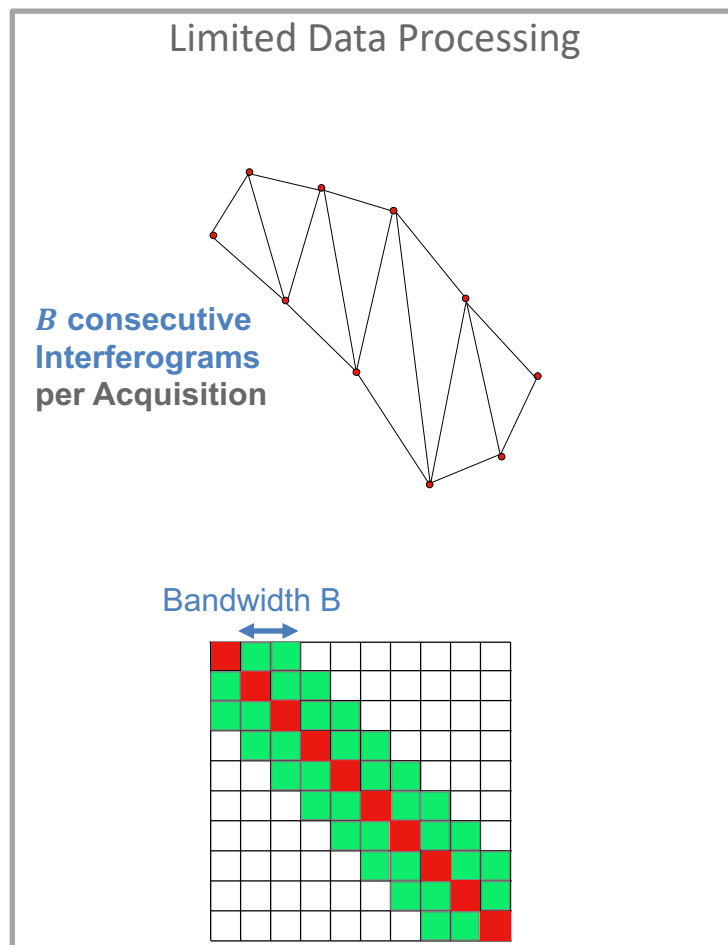 Limited Data Processing
B consecutive
Interferograms
per Acquisition
Bandwidth B